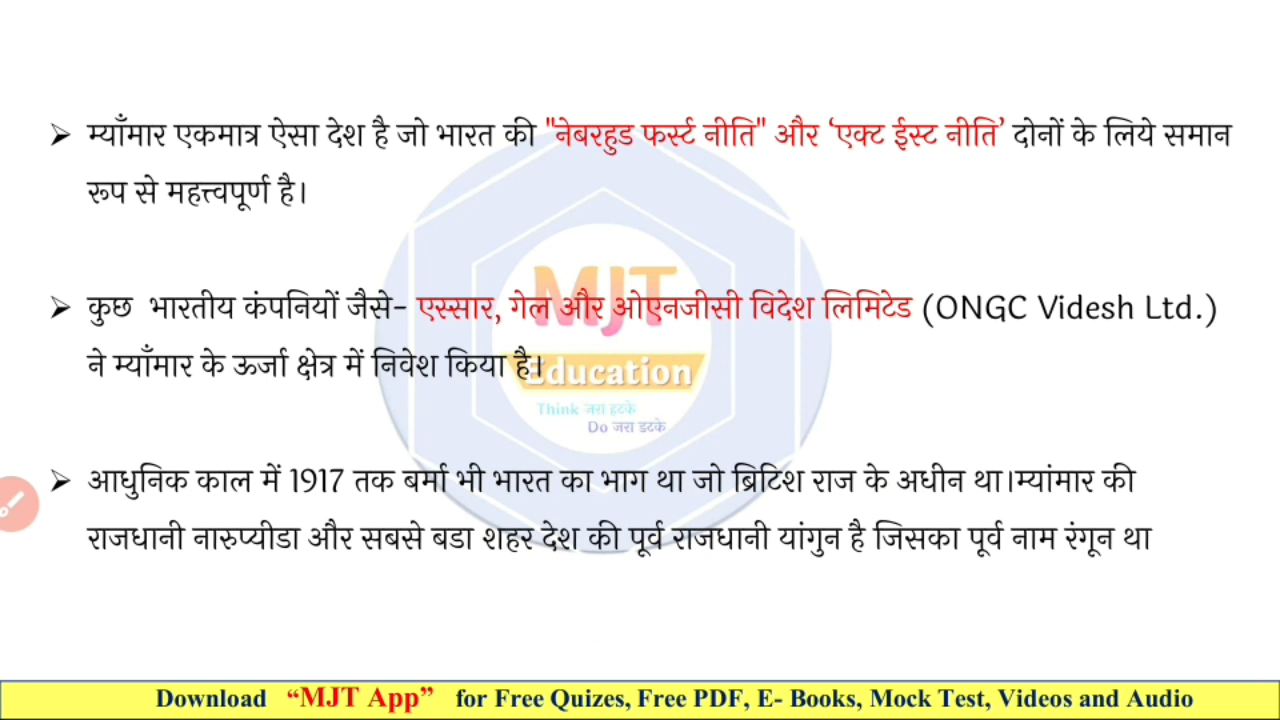 म्याँमार एकमात्र ऐसा देश है जो भारत की "नेबरहुड फर्स्ट नीति" और ‘एक्ट ईस्ट नीति’ दोनों के लिये समान
रूप से महत्त्वपूर्ण है।
कुछ भारतीय कंपनियों जैसे- एस्सार, गेल और ओएनजीसी विदेश लिमिटेड (ONGC Videsh Ltd.)
ने म्याँमार के ऊर्जा क्षेत्र में निवेश किया है।
MJT
Education
Think जरा हटके
Do जरा डटके
आधुनिक काल में 1917 तक बर्मा भी भारत का भाग था जो ब्रिटिश राज के अधीन था।म्यांमार की
राजधानी नारुप्यीडा और सबसे बडा शहर देश की पूर्व राजधानी यांगुन है जिसका पूर्व नाम रंगून था
Download “MJT App” for Free Quizes, Free PDF, E- Books, Mock Test, Videos and Audio